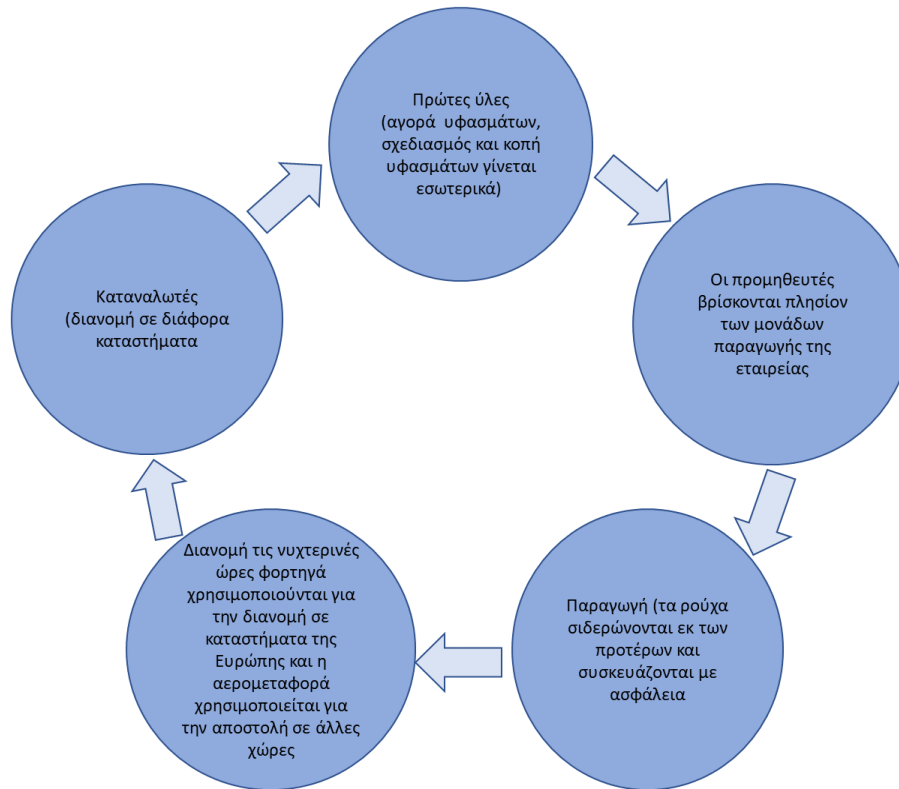 Πρώτες ύλες
(αγορά υφασμάτων,
σχεδιασμός και κοπή
υφασμάτων γίνεται
εσωτερικά)
Οι προμηθευτές
βρίσκονται πλησίον
των μονάδων
παραγωγής της
εταιρείας
Παραγωγή (τα ρούχα
σιδερώνονται εκ των
προτέρων και
συσκευάζονται με
ασφάλεια
Διανομή τις νυχτερινές
ώρες φορτηγά
χρησιμοποιούνται για
την διανομή σε
καταστήματα της
Ευρώπης και η
αερομεταφορά
χρησιμοποιείται για
την αποστολή σε άλλες
χώρες
Καταναλωτές
(διανομή σε διάφορα
καταστήματα